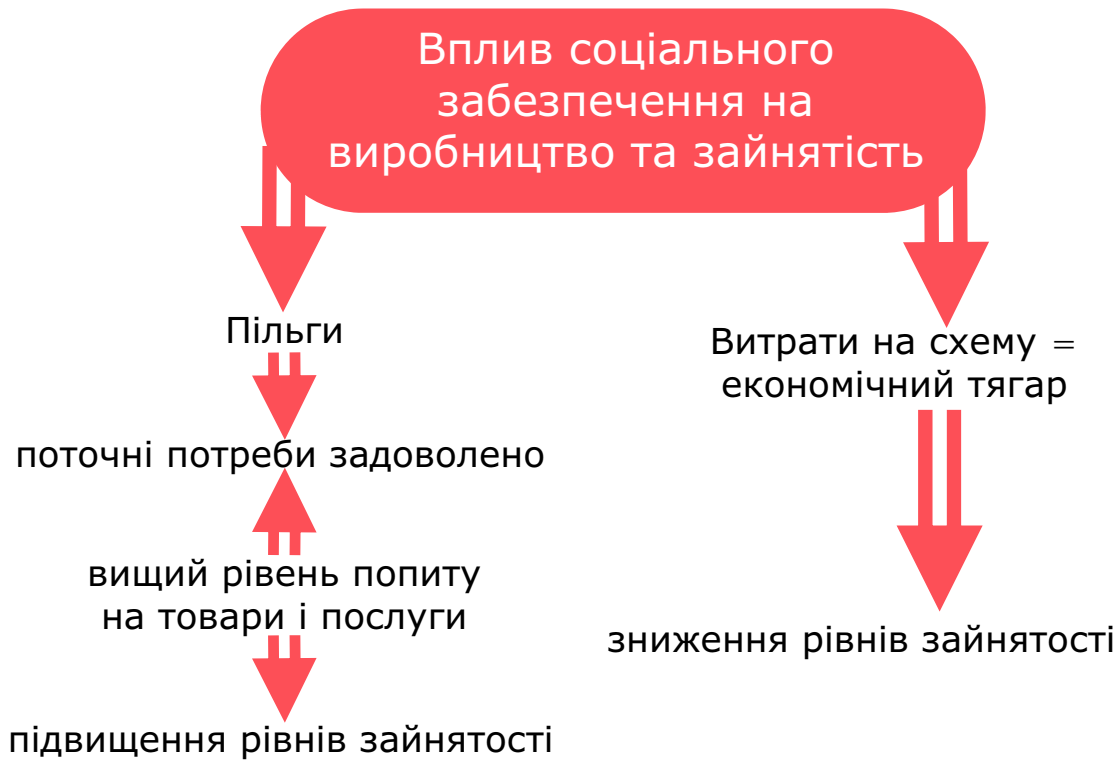 Вплив соціального
забезпечення на
виробництво та зайнятість
Пільги
поточні потреби задоволено
вищий рівень попиту
на товари і послуги
підвищення рівнів зайнятості
Витрати на схему =
економічний тягар
зниження рівнів зайнятості